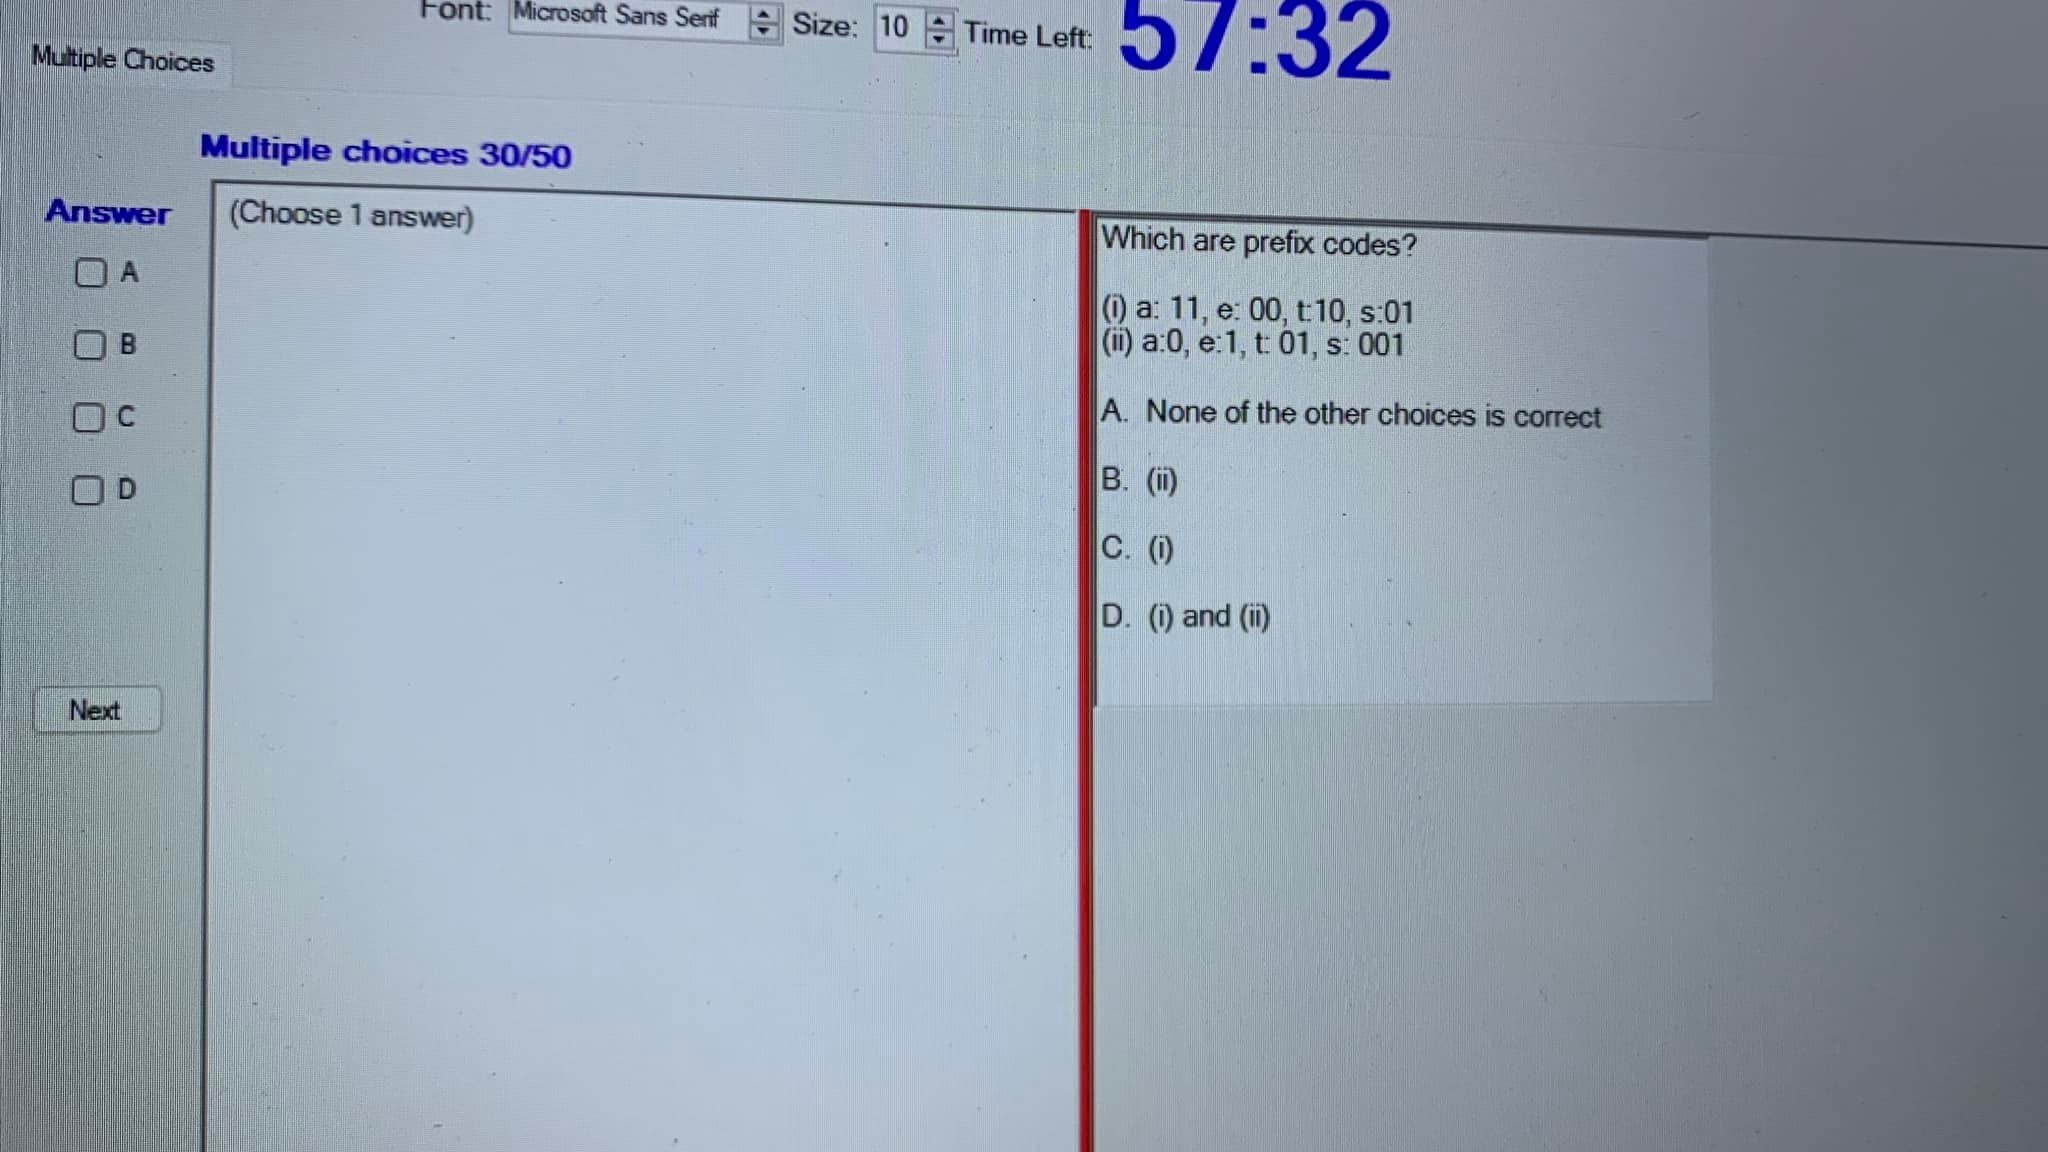 Font: Microsoft Sans Serif Size: 10 Time Left: 57:32
Multiple Choices
Multiple choices 30/50
Answer
A
B
C
D
Next
(Choose 1 answer)
Which are prefix codes?
(i) a: 11, e: 00, t:10, s:01
(ii) a:0, e:1, t: 01, s: 001
A. None of the other choices is correct
B. (ii)
C. (i)
D. (i) and (ii)